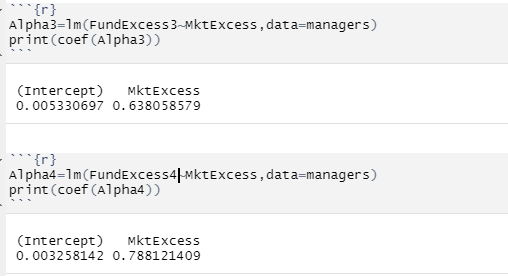 ```{r}
Alpha3=lm(FundExcess3~MktExcess,data=managers)
print(coef(Alpha3))
```
(Intercept) MktExcess
0.005330697 0.638058579
```{r}
Alpha4=lm(FundExcess4~MktExcess,data=managers)
print(coef(Alpha4))
```
(Intercept) MktExcess
0.003258142 0.788121409